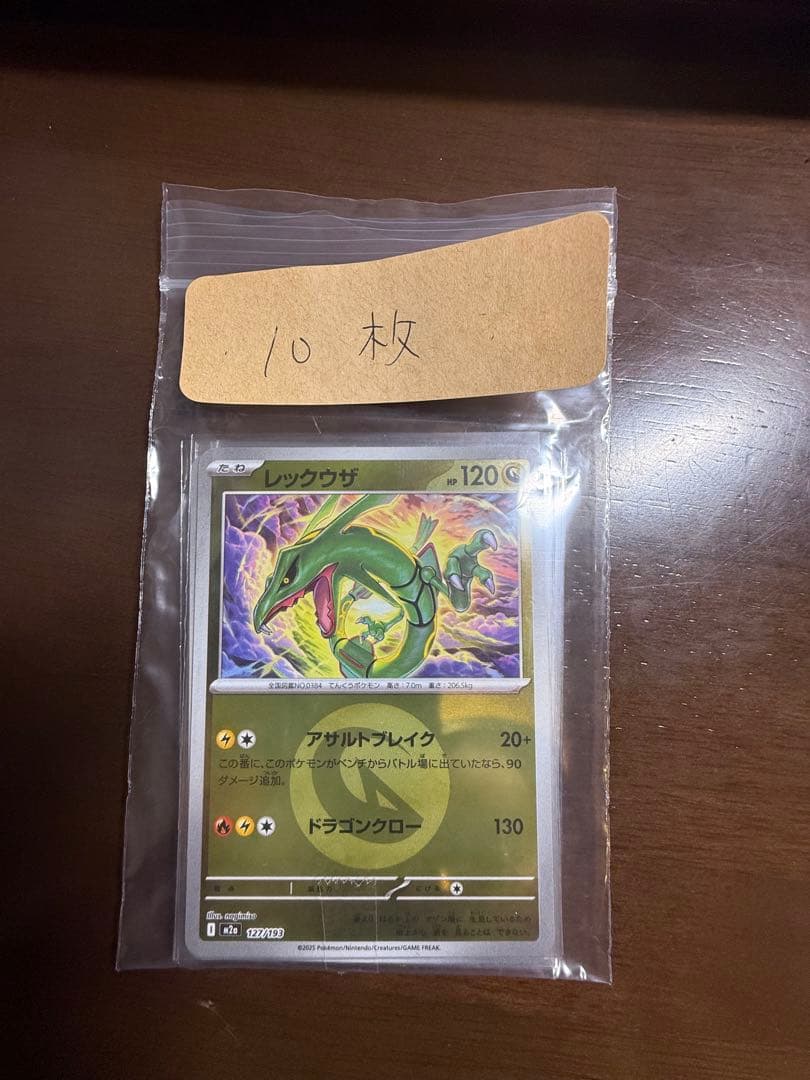 10 枚
たね レックウザ HP 120
全国図鑑NO.0384 てんくうポケモン 高さ:7.0m 重さ:206.5kg
アサルトブレイク 20+
この番に、このポケモンがベンチからバトル場に出ていたなら、90
ダメージ追加。
ドラゴンクロー 130
にげる
Illus. nagimiso
I m2a 127/193
©2025 Pokémon/Nintendo/Creatures/GAME FREAK.